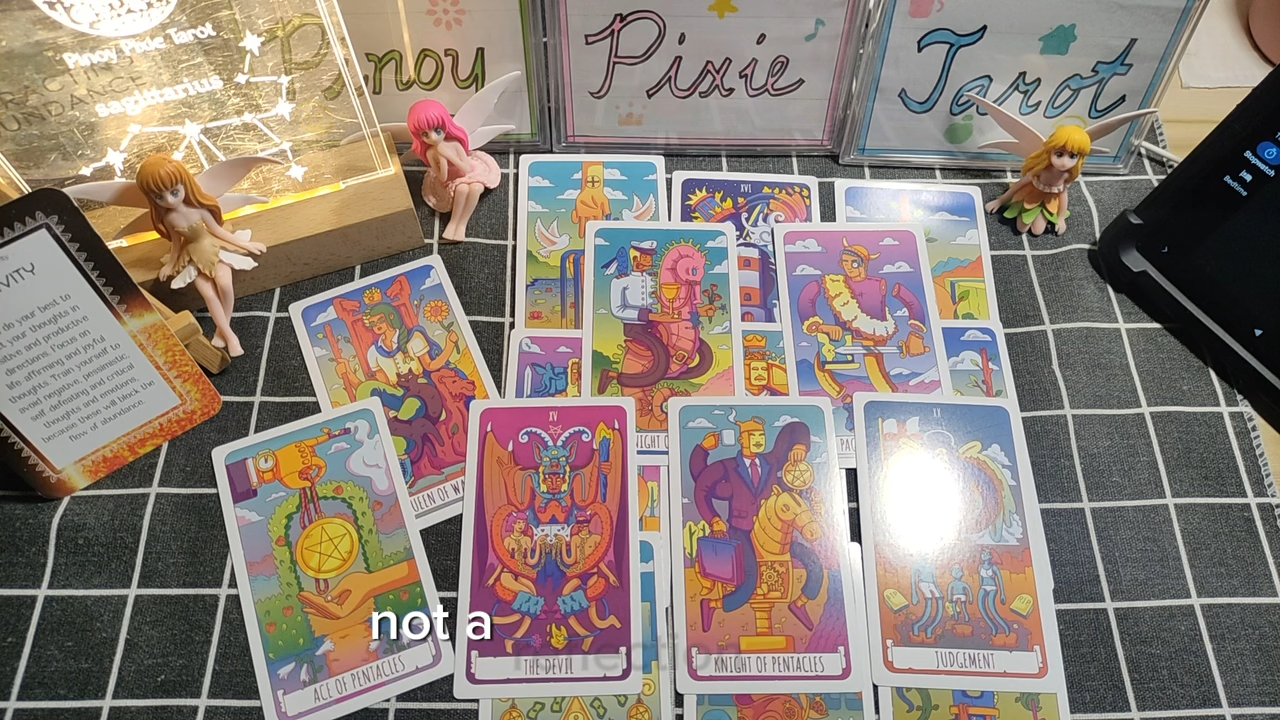 Pinoy Pixie Tarot
sagittarius
Pinoy
Pixie
Tarot
Stopwatch
Bedtime
do your best to
your thoughts in
and productive
directions. Focus on
life-affirming and joyful
thoughts. Train yourself to
avoid negative, pessimistic
self-defeating and critical
thoughts and emotions,
because these will block the
flow of abundance.
XVI
QUEEN OF WA
NIGHT O
PAG
ACE OF PENTACLES
XV
THE DEVIL
KNIGHT OF PENTACLES
XX
JUDGEMENT
not a